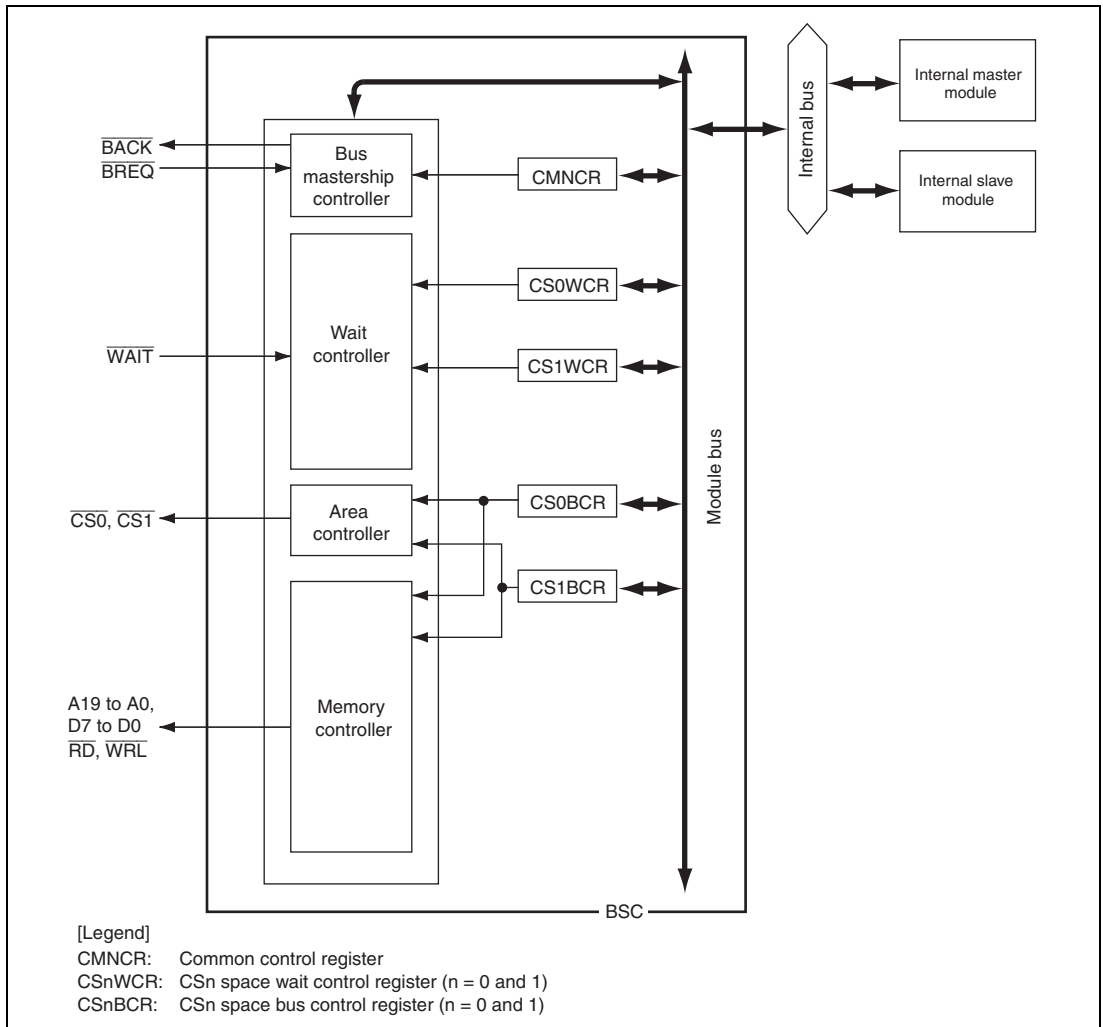 BACK
BREQ
Bus
mastership
controller
CMNCR
Internal bus
Internal master
module
Internal slave
module
CS0WCR
WAIT
Wait
controller
CS1WCR
Module bus
CS0, CS1
Area
controller
CS0BCR
CS1BCR
A19 to A0,
D7 to D0
RD, WRL
Memory
controller
BSC
[Legend]
CMNCR: Common control register
CSnWCR: CSn space wait control register (n = 0 and 1)
CSnBCR: CSn space bus control register (n = 0 and 1)